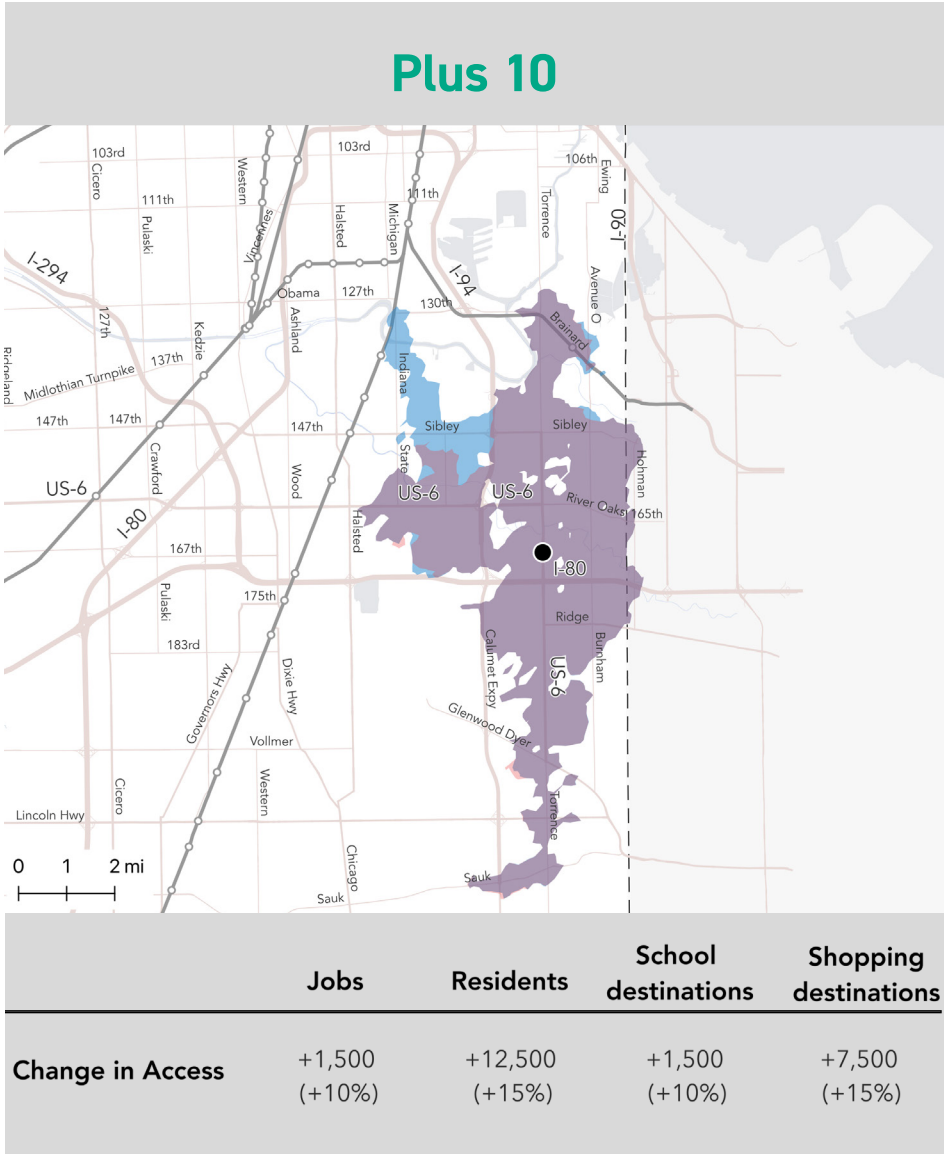 Plus 10
103rd
103rd
106th
Cicero
Western
Ewing
111th
111th
Torrence
Pulaski
Halsted
Michigan
I-90
Vincennes
I-294
I-94
Obama
127th
130th
Avenue O
127th
Ashland
Brainard
Kedzie
137th
Indiana
Ridgeland
Midlothian Turnpike
147th
147th
147th
Sibley
Sibley
Crawford
State
Hohman
Wood
US-6
US-6
US-6
River Oaks
165th
I-80
Halsted
167th
I-80
175th
Pulaski
Ridge
183rd
Calumet Expy
Burnham
Governors Hwy
Dixie Hwy
US-6
Glenwood Dyer
Vollmer
Cicero
Western
Torrence
Lincoln Hwy
0 1 2 mi
Chicago
Sauk
Sauk
Jobs
Residents
School
destinations
Shopping
destinations
Change in Access
+1,500
(+10%)
+12,500
(+15%)
+1,500
(+10%)
+7,500
(+15%)